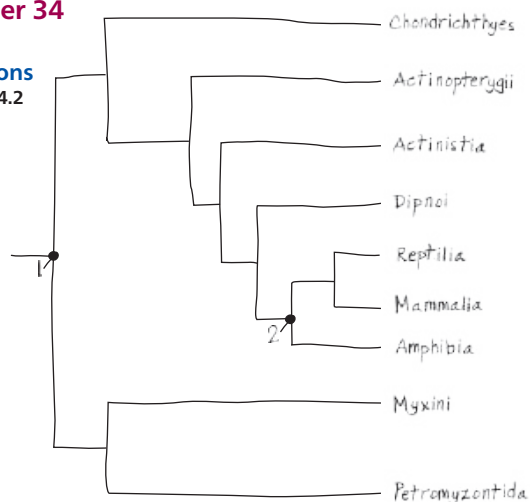 er 34
ons
4.2
Chondrichthyes
Actinopterygii
Actinistia
Dipnoi
Reptilia
Mammalia
Amphibia
Myxini
Petromyzontida
1
2